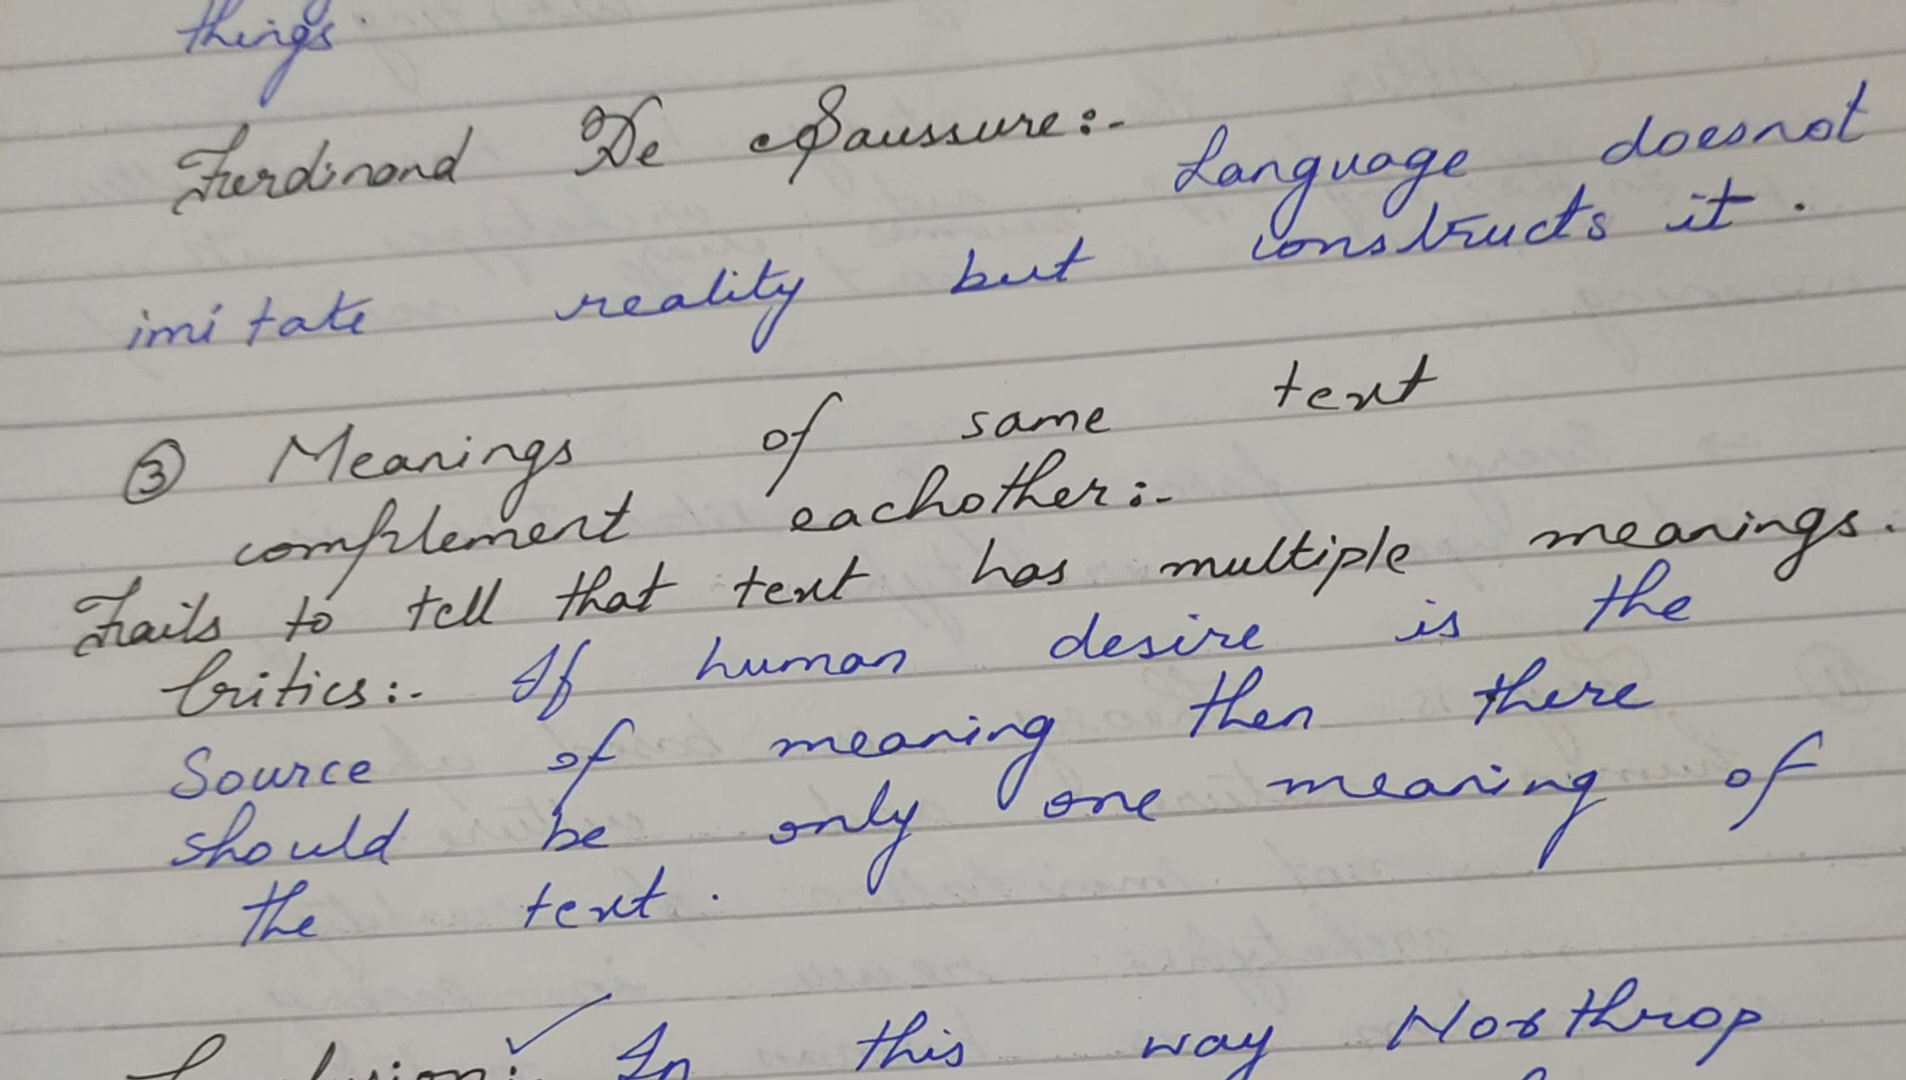 things.
Ferdinand De Saussure:-
Language doesnot
imitate reality but constructs it.
③ Meanings of same text
complement eachother:-
Fails to tell that text has multiple meanings.
Critics:- If human desire is the
Source of meaning then there
should be only one meaning of
the text.
Conclusion:- In this way Northrop